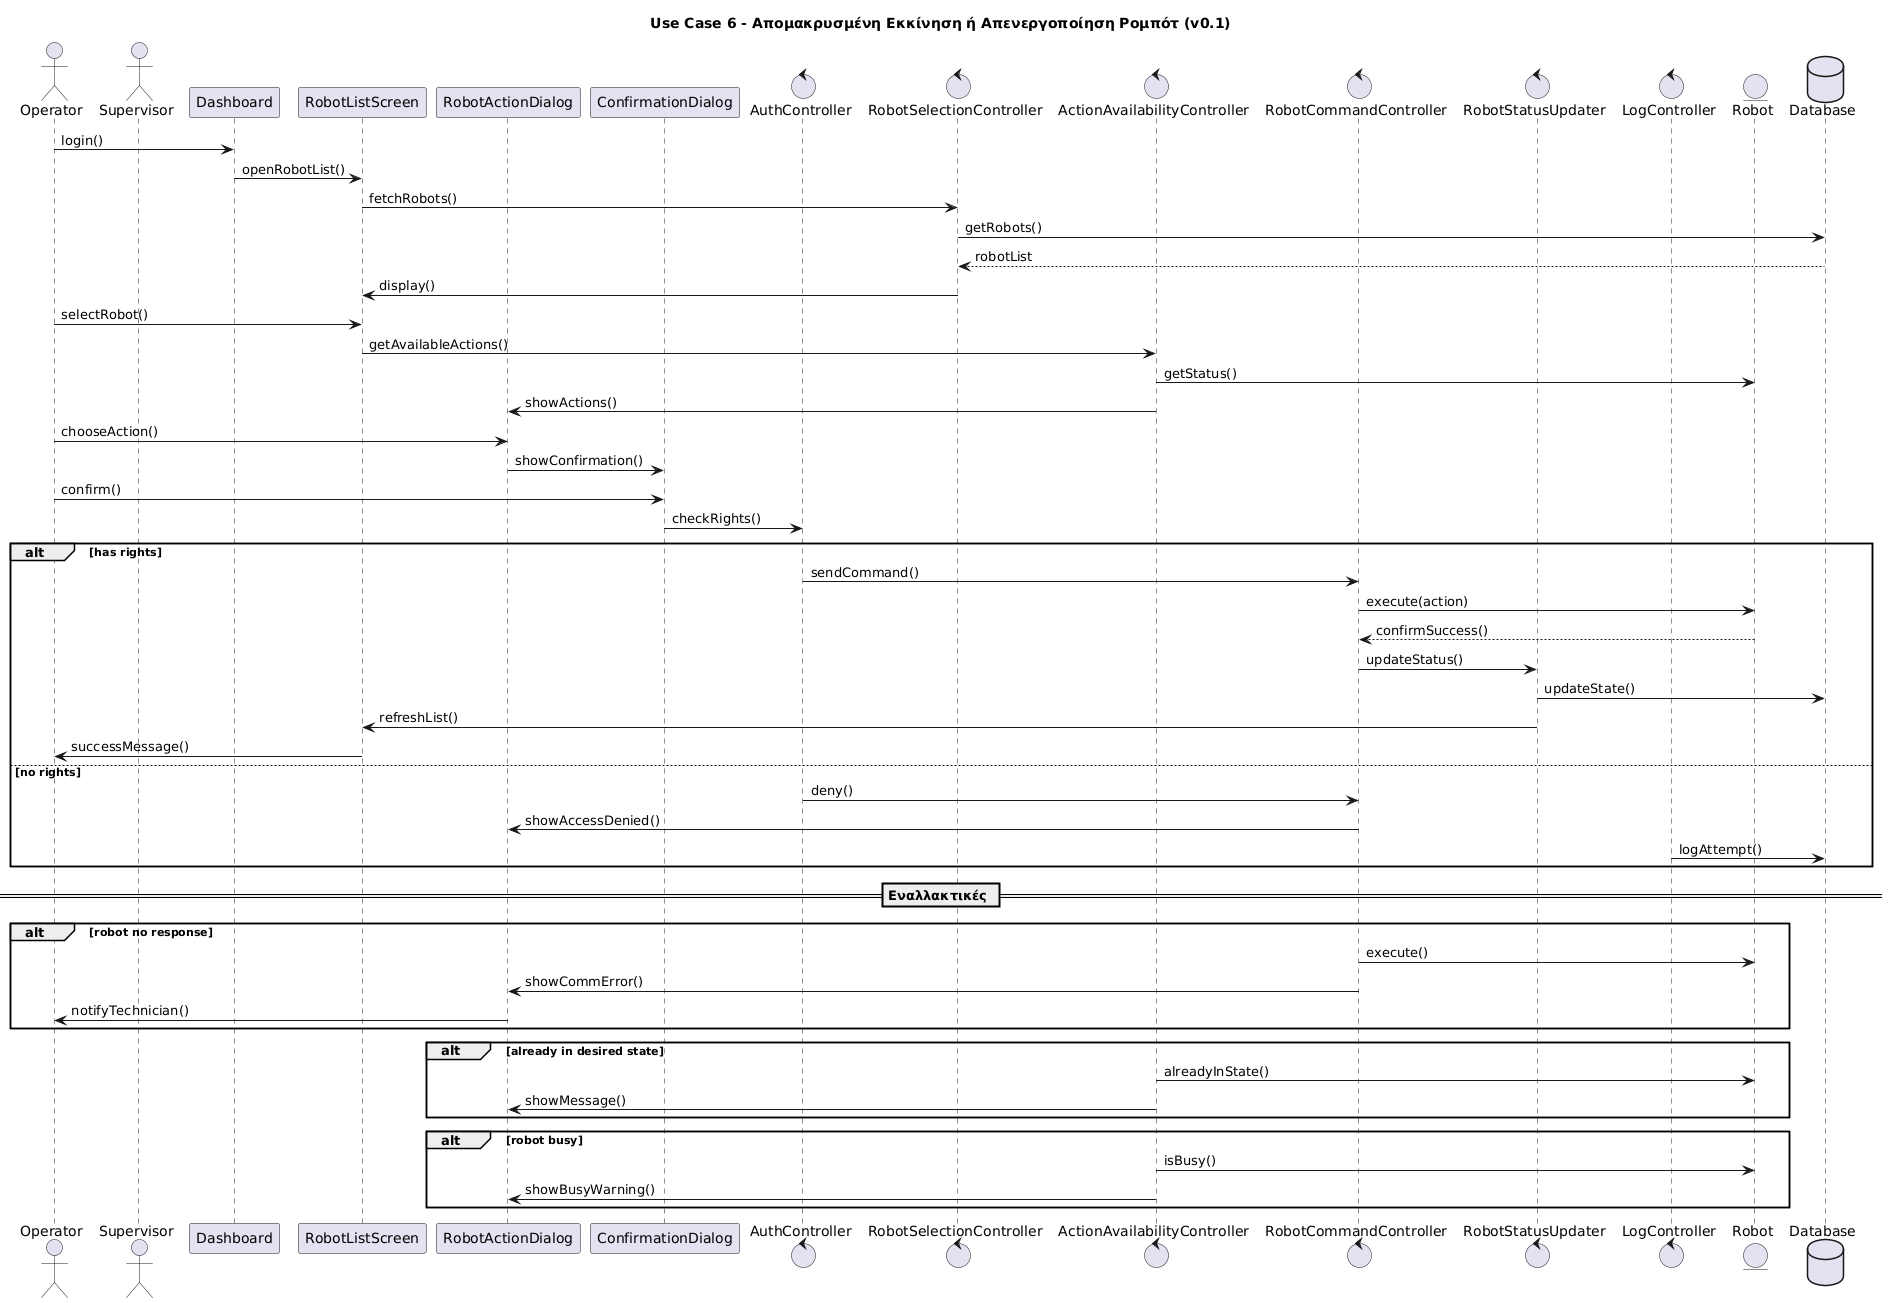 Use Case 6 - Απομακρυσμένη Εκκίνηση ή Απενεργοποίηση Ρομπότ (v0.1)
Operator Supervisor Dashboard RobotListScreen RobotActionDialog ConfirmationDialog AuthController RobotSelectionController ActionAvailabilityController RobotCommandController RobotStatusUpdater LogController Robot Database
login()
openRobotList()
fetchRobots()
getRobots()
robotList
display()
selectRobot()
getAvailableActions()
getStatus()
showActions()
chooseAction()
showConfirmation()
confirm()
checkRights()
alt [has rights]
sendCommand()
execute(action)
confirmSuccess()
updateStatus()
updateState()
refreshList()
successMessage()
[no rights]
deny()
showAccessDenied()
logAttempt()
Εναλλακτικές
alt [robot no response]
execute()
showCommError()
notifyTechnician()
alt [already in desired state]
alreadyInState()
showMessage()
alt [robot busy]
isBusy()
showBusyWarning()
Operator Supervisor Dashboard RobotListScreen RobotActionDialog ConfirmationDialog AuthController RobotSelectionController ActionAvailabilityController RobotCommandController RobotStatusUpdater LogController Robot Database